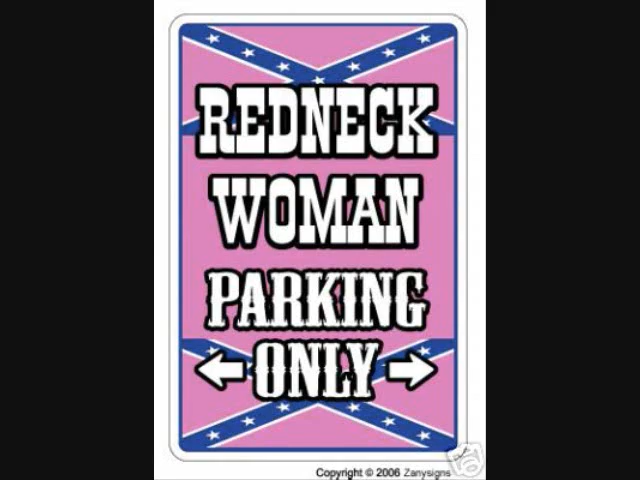 REDNECK
WOMAN
PARKING
ONLY
Copyright © 2006 Zanysigns